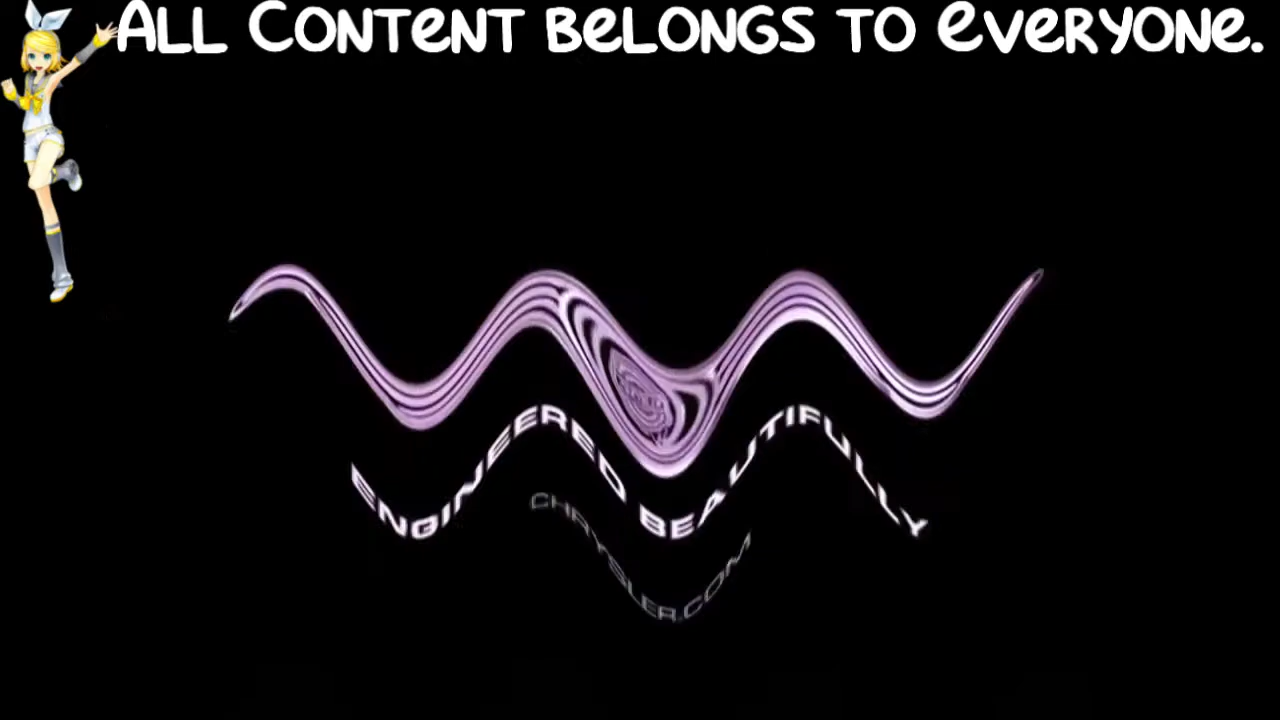 ALL CONTENT BELONGS TO EVERYONE.
ENGINEERED BEAUTIFULLY
CHRYSLER.COM